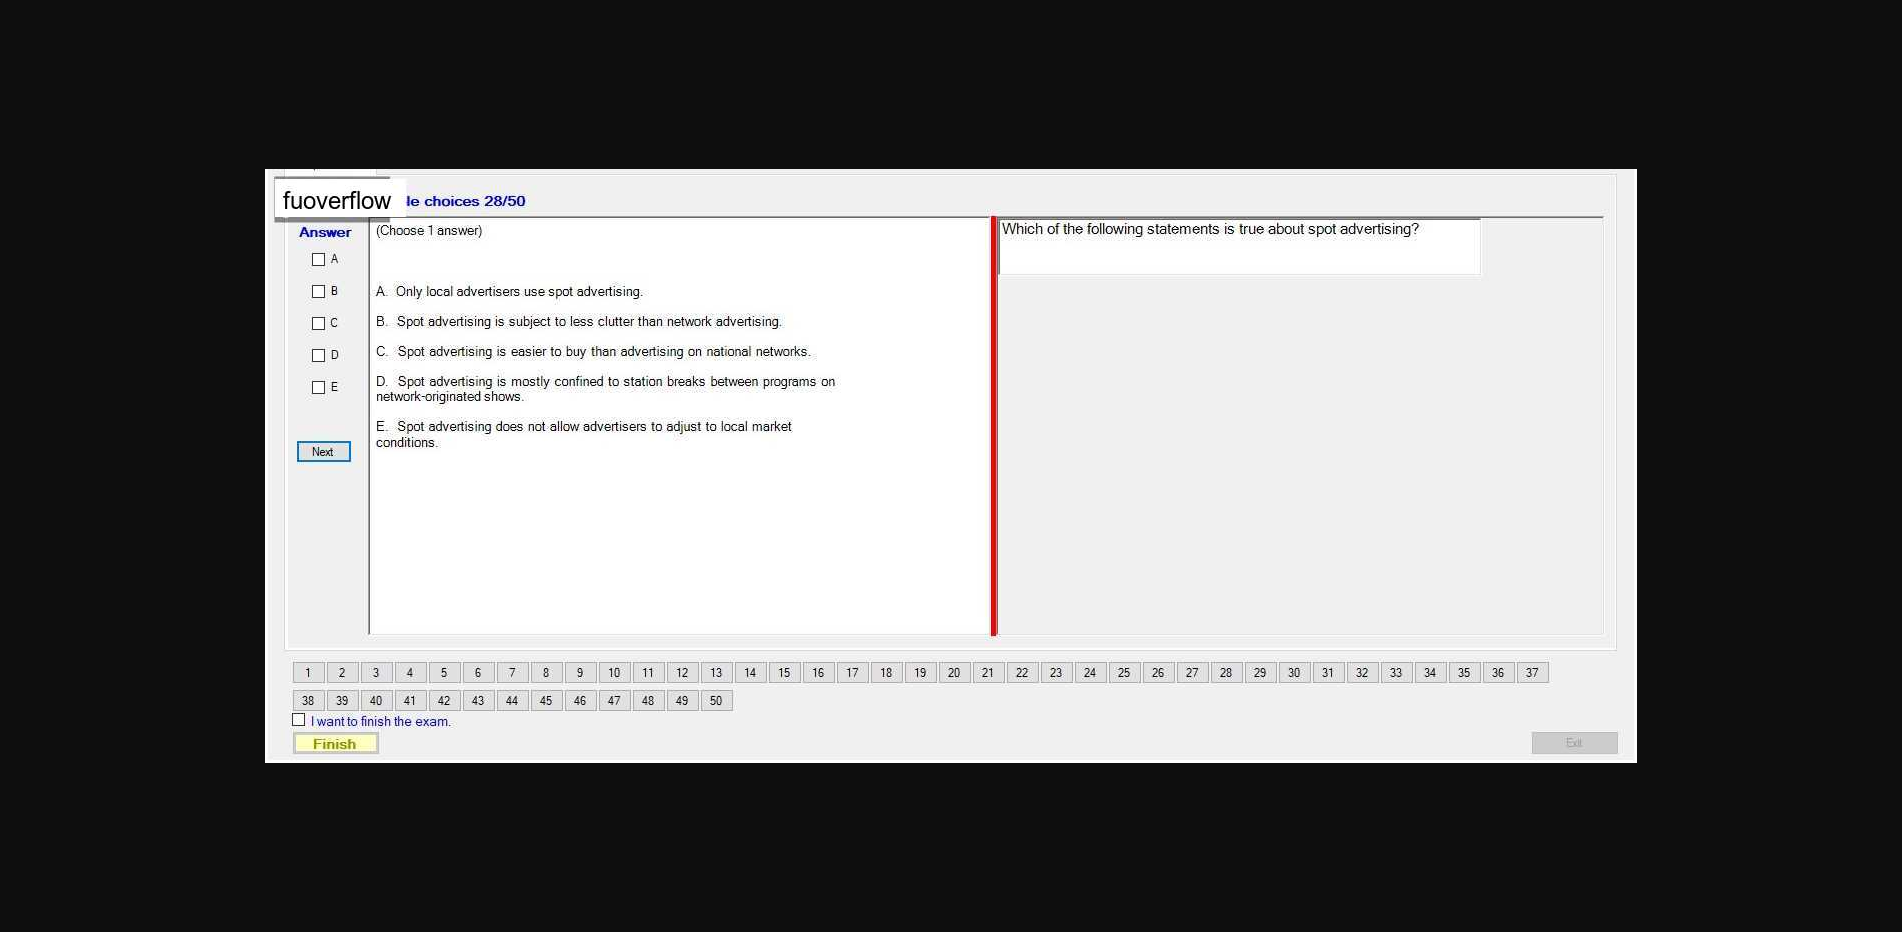 fuoverflow
le choices 28/50
Answer
(Choose 1 answer)
Which of the following statements is true about spot advertising?
A
B
C
D
E
A. Only local advertisers use spot advertising.
B. Spot advertising is subject to less clutter than network advertising.
C. Spot advertising is easier to buy than advertising on national networks.
D. Spot advertising is mostly confined to station breaks between programs on
network-originated shows.
E. Spot advertising does not allow advertisers to adjust to local market
conditions.
Next
1 2 3 4 5 6 7 8 9 10 11 12 13 14 15 16 17 18 19 20 21 22 23 24 25 26 27 28 29 30 31 32 33 34 35 36 37
38 39 40 41 42 43 44 45 46 47 48 49 50
I want to finish the exam.
Finish
Exit